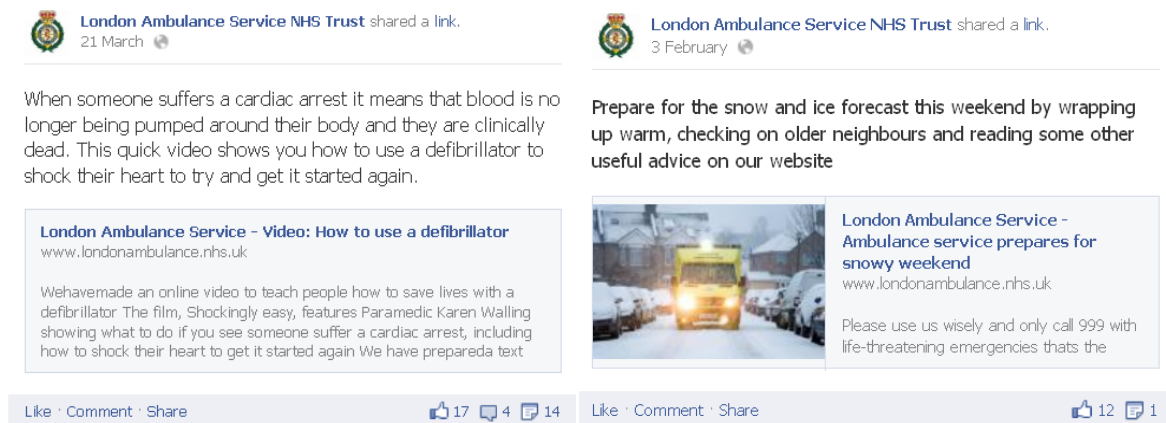 London Ambulance Service NHS Trust shared a link.
21 March
When someone suffers a cardiac arrest it means that blood is no
longer being pumped around their body and they are clinically
dead. This quick video shows you how to use a defibrillator to
shock their heart to try and get it started again.
London Ambulance Service - Video: How to use a defibrillator
www.londonambulance.nhs.uk
Wehavemade an online video to teach people how to save lives with a
defibrillator The film, Shockingly easy, features Paramedic Karen Walling
showing what to do if you see someone suffer a cardiac arrest, including
how to shock their heart to get it started again We have prepareda text
Like · Comment · Share 17 4 14
London Ambulance Service NHS Trust shared a link.
3 February
Prepare for the snow and ice forecast this weekend by wrapping
up warm, checking on older neighbours and reading some other
useful advice on our website
London Ambulance Service -
Ambulance service prepares for
snowy weekend
www.londonambulance.nhs.uk
Please use us wisely and only call 999 with
life-threatening emergencies thats the
Like · Comment · Share 12 1